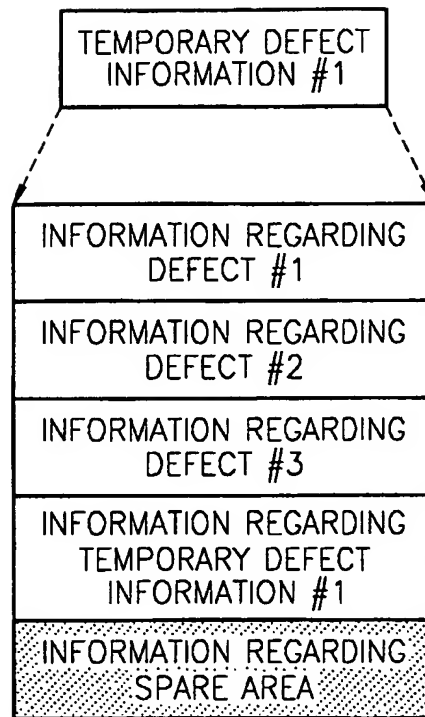 TEMPORARY DEFECT
INFORMATION #1
INFORMATION REGARDING
DEFECT #1
INFORMATION REGARDING
DEFECT #2
INFORMATION REGARDING
DEFECT #3
INFORMATION REGARDING
TEMPORARY DEFECT
INFORMATION #1
INFORMATION REGARDING
SPARE AREA